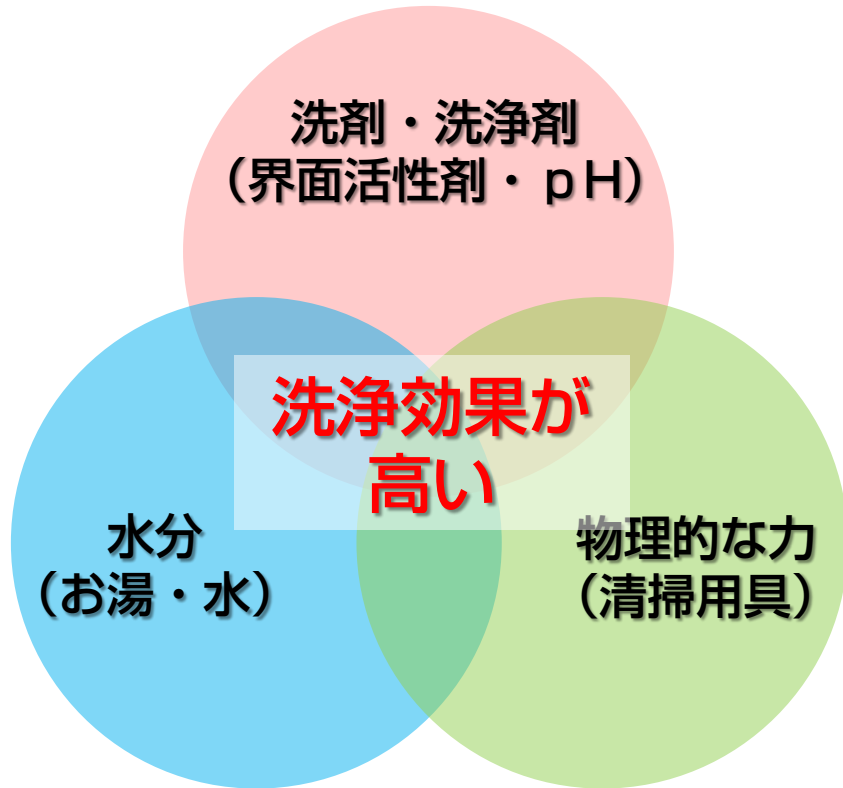 洗剤・洗浄剤
（界面活性剤・ｐＨ）
洗浄効果が
高い
水分
（お湯・水）
物理的な力
（清掃用具）